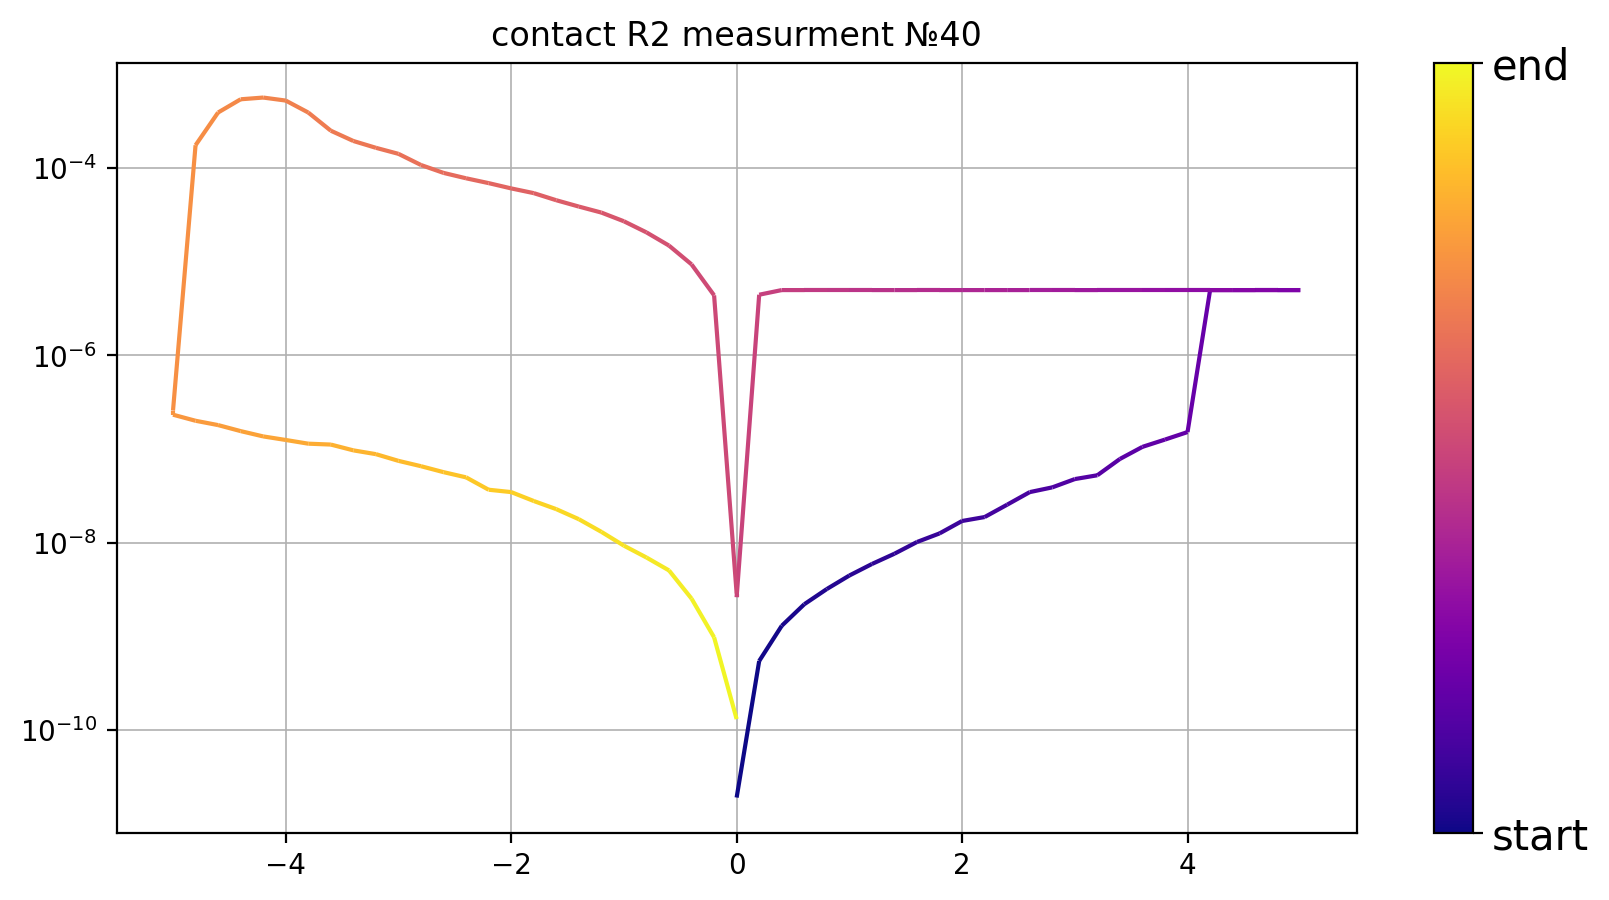 contact R2 measurment №40
end
10⁻⁴
10⁻⁶
10⁻⁸
10⁻¹⁰
−4 −2 0 2 4
start